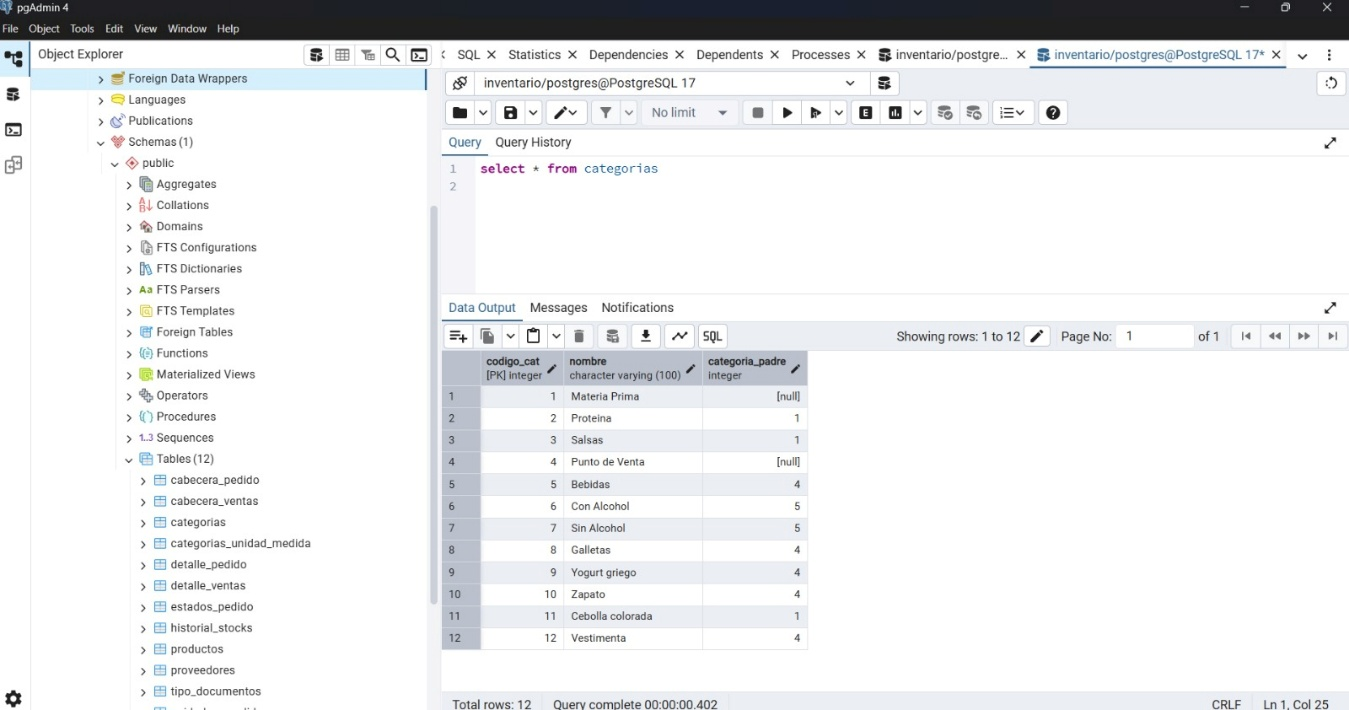 pgAdmin 4
File Object Tools Edit View Window Help
Object Explorer
SQL Statistics Dependencies Dependents Processes inventario/postgre... inventario/postgres@PostgreSQL 17*
inventario/postgres@PostgreSQL 17
No limit
E
Query Query History
1 select * from categorias
2
Foreign Data Wrappers
Languages
Publications
Schemas (1)
public
Aggregates
Collations
Domains
FTS Configurations
FTS Dictionaries
Aa FTS Parsers
FTS Templates
Foreign Tables
Functions
Materialized Views
Operators
Procedures
1..3 Sequences
Tables (12)
cabecera_pedido
cabecera_ventas
categorias
categorias_unidad_medida
detalle_pedido
detalle_ventas
estados_pedido
historial_stocks
productos
proveedores
tipo_documentos
Data Output Messages Notifications
SQL Showing rows: 1 to 12 Page No: 1 of 1
codigo_cat nombre categoria_padre
[PK] integer character varying (100) integer
1 1 Materia Prima [null]
2 2 Proteina 1
3 3 Salsas 1
4 4 Punto de Venta [null]
5 5 Bebidas 4
6 6 Con Alcohol 5
7 7 Sin Alcohol 5
8 8 Galletas 4
9 9 Yogurt griego 4
10 10 Zapato 4
11 11 Cebolla colorada 1
12 12 Vestimenta 4
Total rows: 12 Query complete 00:00:00.402 CRLF Ln 1, Col 25